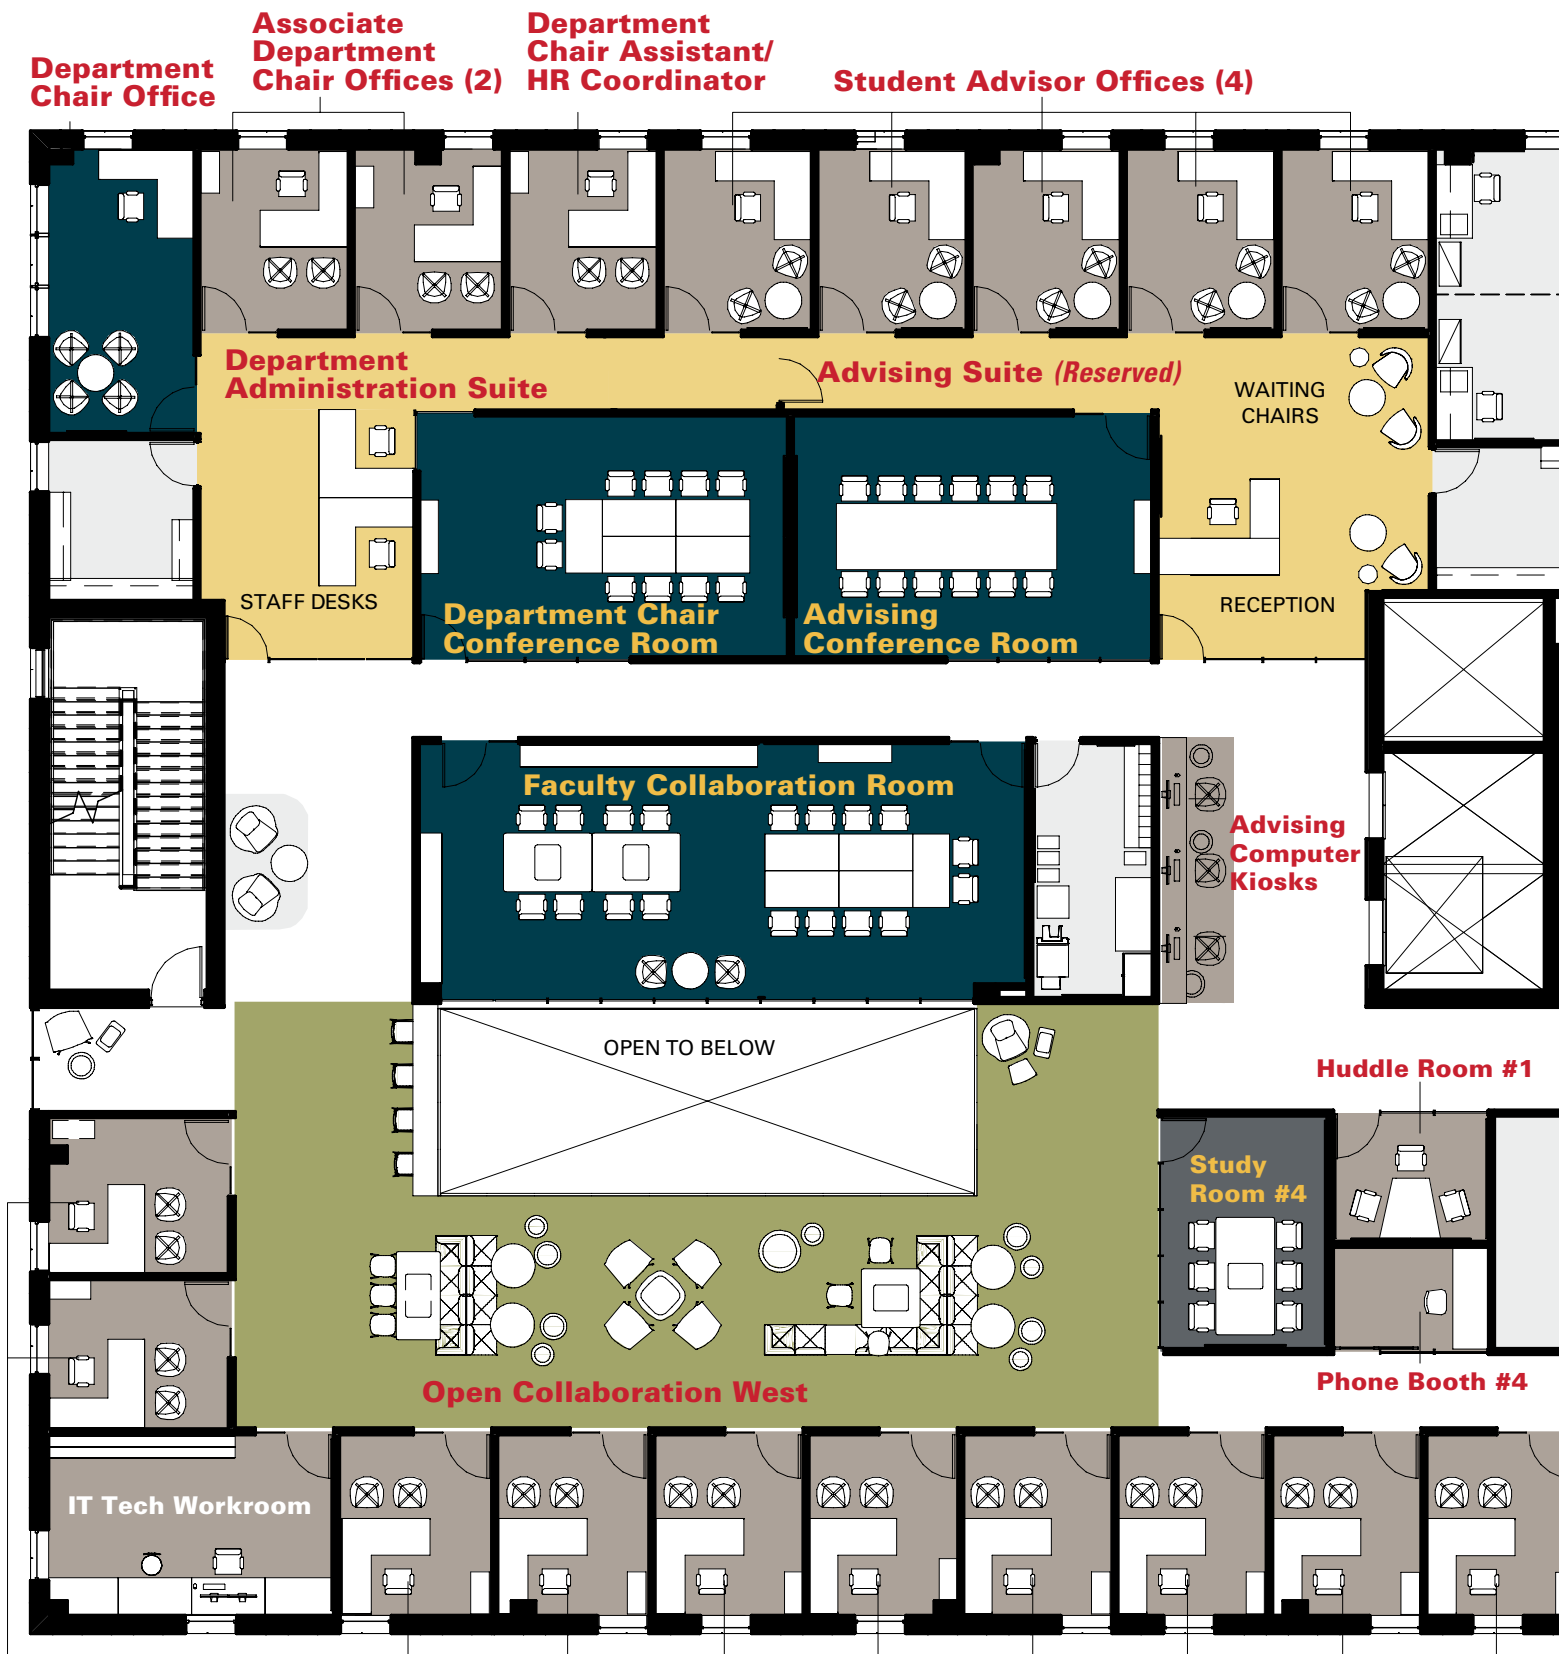 Department
Chair Office
Associate
Department
Chair Offices (2)
Department
Chair Assistant/
HR Coordinator
Student Advisor Offices (4)
Department
Administration Suite
Advising Suite (Reserved)
WAITING
CHAIRS
STAFF DESKS
Department Chair
Conference Room
Advising
Conference Room
RECEPTION
Faculty Collaboration Room
Advising
Computer
Kiosks
OPEN TO BELOW
Huddle Room #1
Study
Room #4
Phone Booth #4
Open Collaboration West
IT Tech Workroom